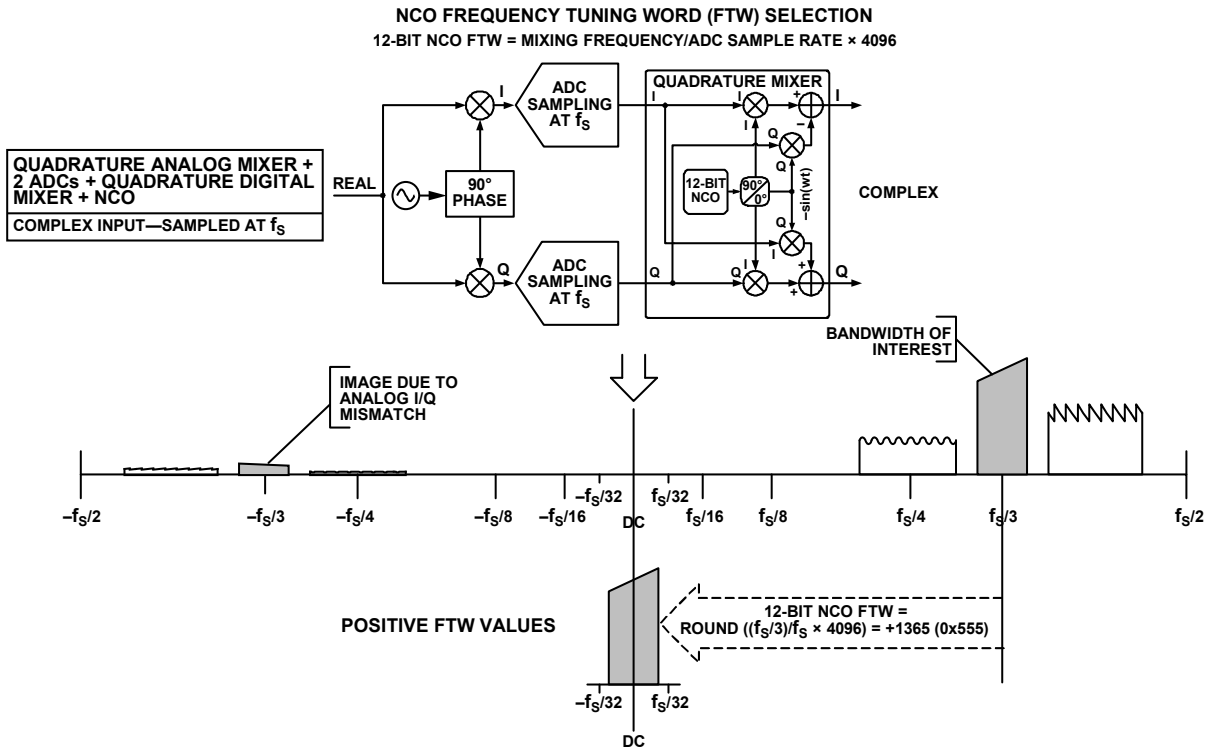 NCO FREQUENCY TUNING WORD (FTW) SELECTION
12-BIT NCO FTW = MIXING FREQUENCY/ADC SAMPLE RATE × 4096
QUADRATURE ANALOG MIXER +
2 ADCs + QUADRATURE DIGITAL
MIXER + NCO
COMPLEX INPUT—SAMPLED AT fS
REAL
90°
PHASE
I
Q
ADC
SAMPLING
AT fS
ADC
SAMPLING
AT fS
I
Q
QUADRATURE MIXER
I
I
Q
Q
12-BIT
NCO
90°
0°
–sin(wt)
Q
I
I
Q
Q
+
–
+
+
I
Q
COMPLEX
BANDWIDTH OF
INTEREST
IMAGE DUE TO
ANALOG I/Q
MISMATCH
–fS/2
–fS/3
–fS/4
–fS/8
–fS/16
–fS/32
DC
fS/32
fS/16
fS/8
fS/4
fS/3
fS/2
POSITIVE FTW VALUES
12-BIT NCO FTW =
ROUND ((fS/3)/fS × 4096) = +1365 (0x555)
–fS/32
DC
fS/32